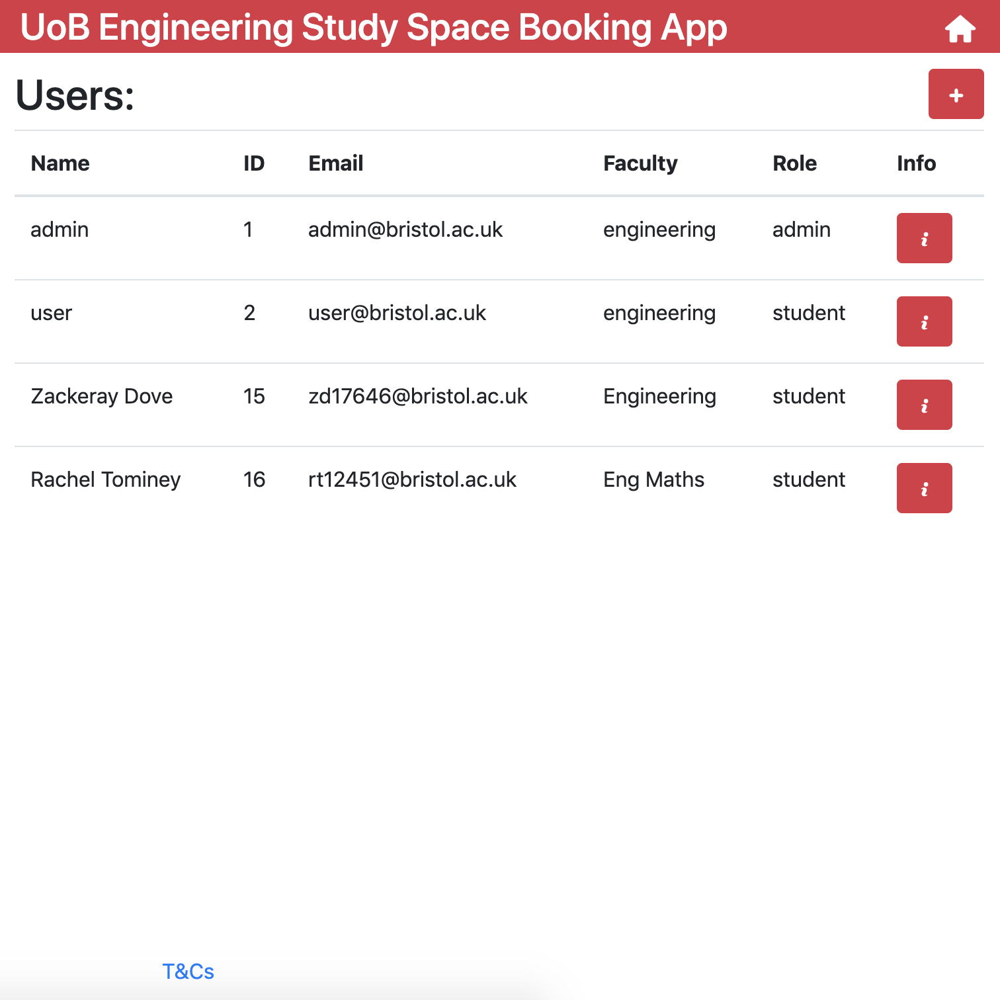 UoB Engineering Study Space Booking App
Users:
+
Name ID Email Faculty Role Info
admin 1 admin@bristol.ac.uk engineering admin i
user 2 user@bristol.ac.uk engineering student i
Zackeray Dove 15 zd17646@bristol.ac.uk Engineering student i
Rachel Tominey 16 rt12451@bristol.ac.uk Eng Maths student i
T&Cs